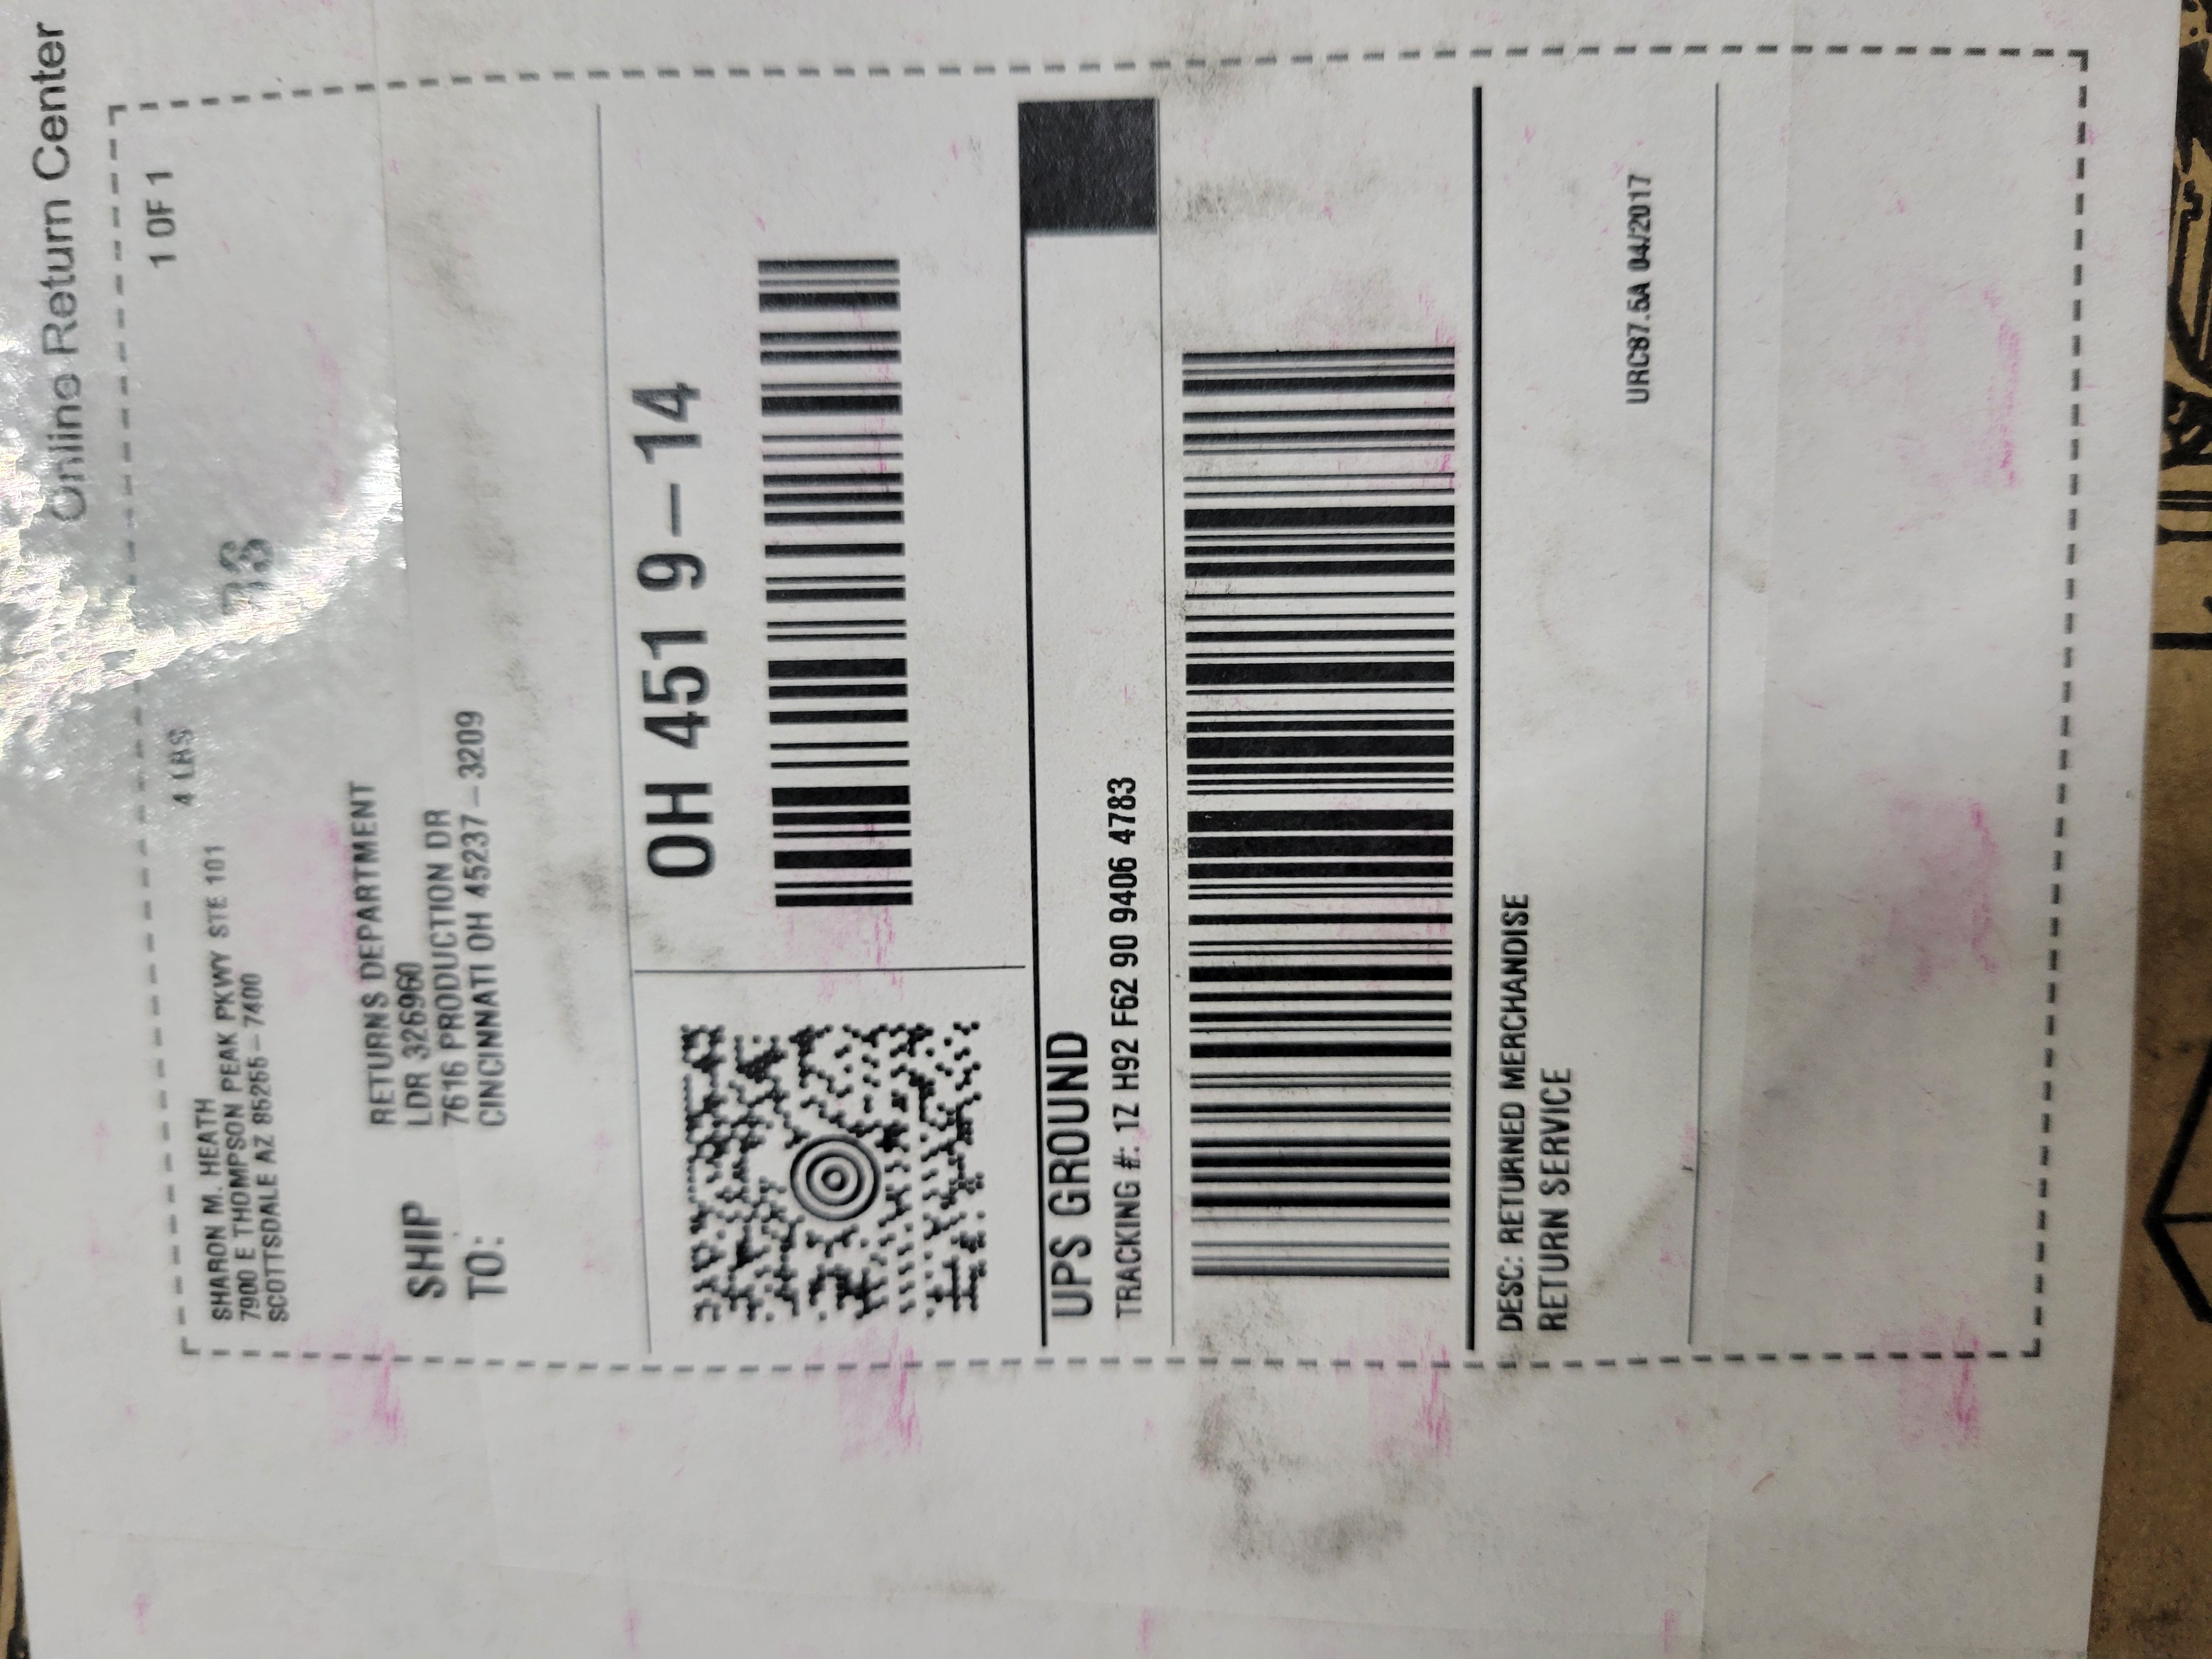 Online Return Center
1 OF 1
4 LBS
SHARON M. HEATH
7900 E THOMPSON PEAK PKWY STE 101
SCOTTSDALE AZ 85255-7400
SHIP
TO:
RETURNS DEPARTMENT
LDR 326960
7616 PRODUCTION DR
CINCINNATI OH 45237-3209
OH 451 9-14
UPS GROUND
TRACKING #: 1Z H92 F62 90 9406 4783
DESC: RETURNED MERCHANDISE
RETURN SERVICE
URC87.5A 04/2017